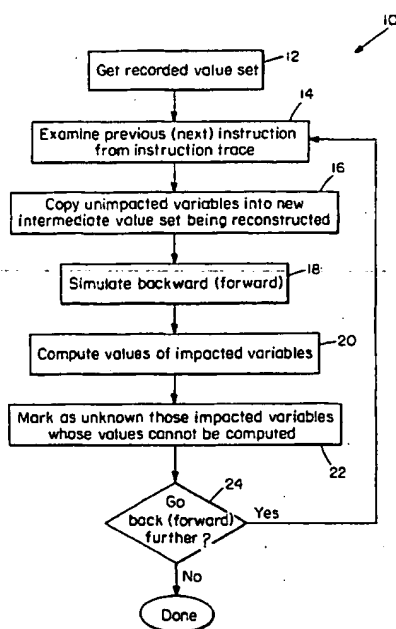 10
12
Get recorded value set
14
Examine previous (next) instruction
from instruction trace
16
Copy unimpacted variables into new
intermediate value set being reconstructed
18
Simulate backward (forward)
20
Compute values of impacted variables
Mark as unknown those impacted variables
whose values cannot be computed
22
24
Go
back (forward)
further ?
Yes
No
Done